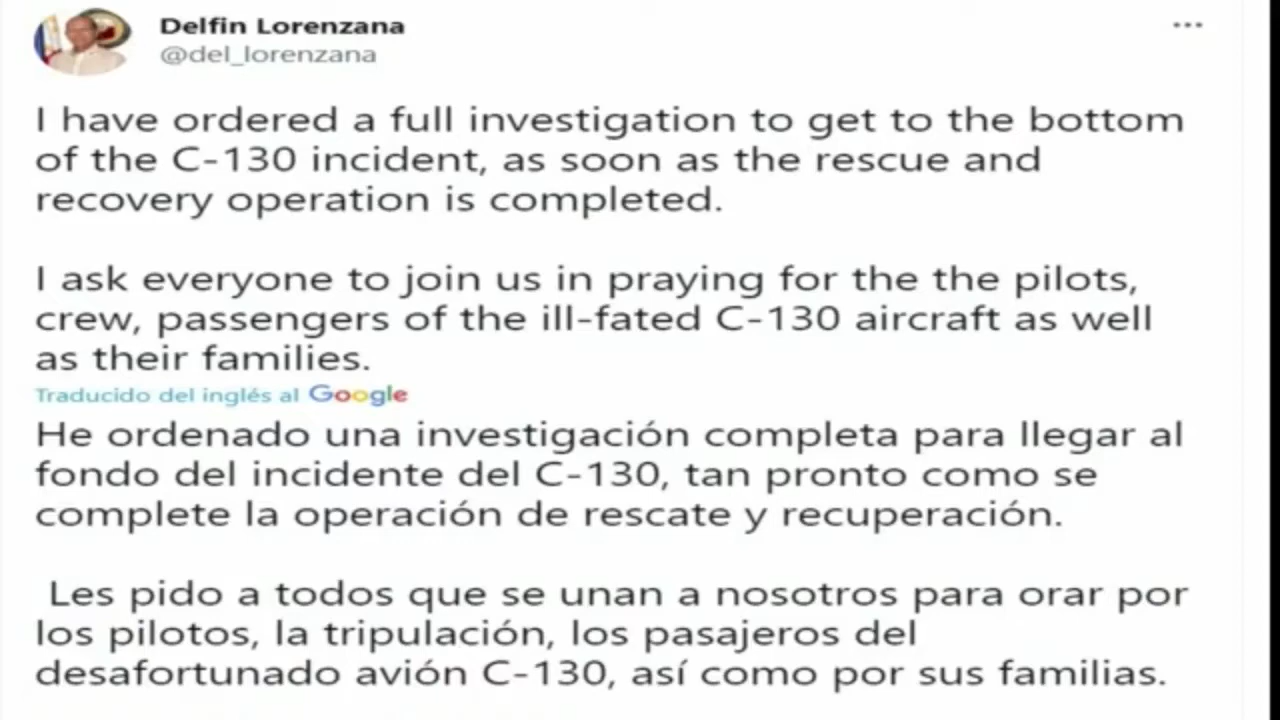 Delfin Lorenzana
@del_lorenzana
I have ordered a full investigation to get to the bottom
of the C-130 incident, as soon as the rescue and
recovery operation is completed.
I ask everyone to join us in praying for the the pilots,
crew, passengers of the ill-fated C-130 aircraft as well
as their families.
Traducido del inglés al Google
He ordenado una investigación completa para llegar al
fondo del incidente del C-130, tan pronto como se
complete la operación de rescate y recuperación.
Les pido a todos que se unan a nosotros para orar por
los pilotos, la tripulación, los pasajeros del
desafortunado avión C-130, así como por sus familias.